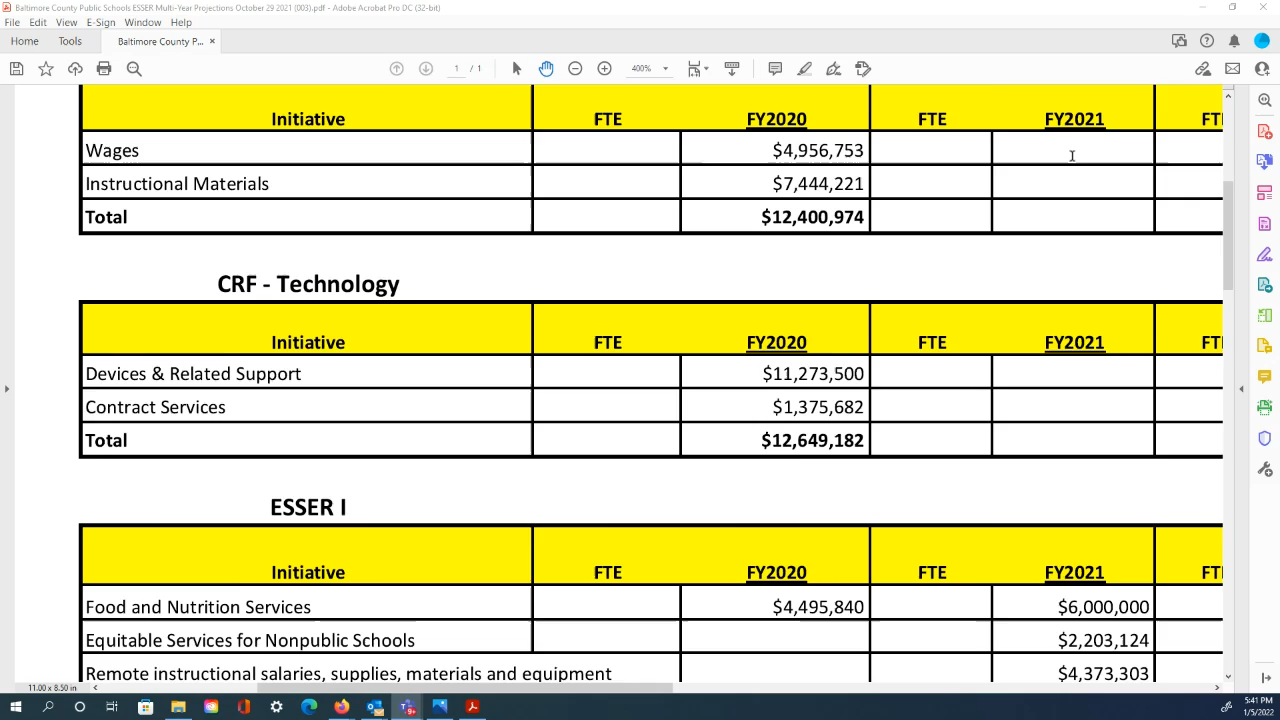 Baltimore County Public Schools ESSER Multi-Year Projections October 29 2021 (003).pdf - Adobe Acrobat Pro DC (32-bit)
File Edit View E-Sign Window Help
Home Tools Baltimore County P... ×
1 / 1 400%
Initiative FTE FY2020 FTE FY2021 FT
Wages $4,956,753
Instructional Materials $7,444,221
Total $12,400,974
CRF - Technology
Initiative FTE FY2020 FTE FY2021 FT
Devices & Related Support $11,273,500
Contract Services $1,375,682
Total $12,649,182
ESSER I
Initiative FTE FY2020 FTE FY2021 FT
Food and Nutrition Services $4,495,840 $6,000,000
Equitable Services for Nonpublic Schools $2,203,124
Remote instructional salaries, supplies, materials and equipment $4,373,303
11.00 x 8.50 in
5:41 PM
1/5/2022